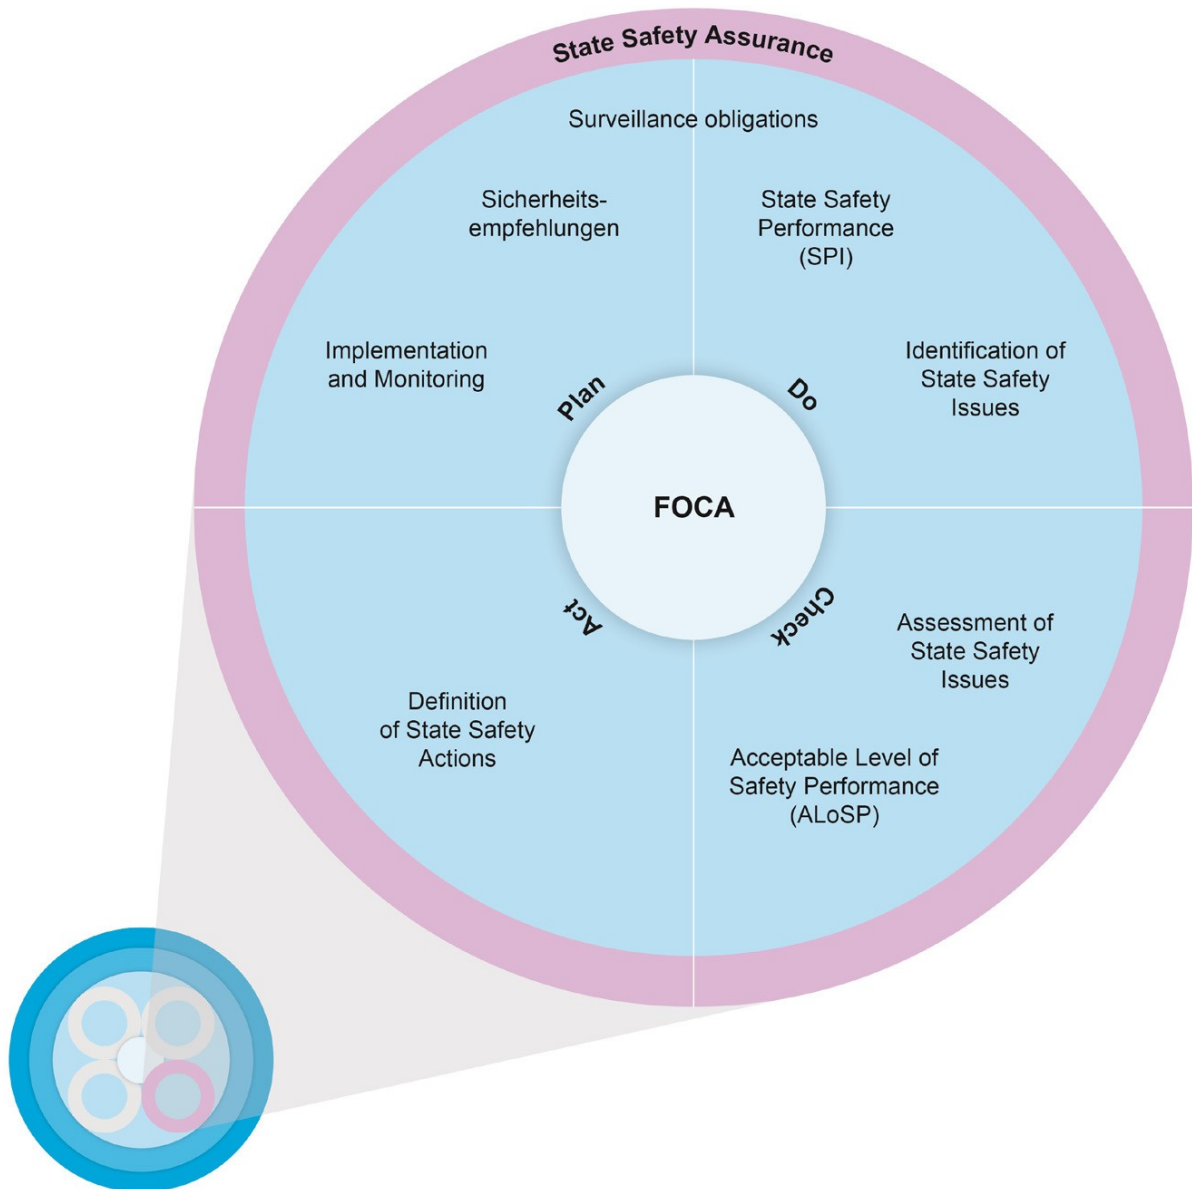 State Safety Assurance
Surveillance obligations
Sicherheits-
empfehlungen
State Safety
Performance
(SPI)
Implementation
and Monitoring
Identification of
State Safety
Issues
Plan
Do
FOCA
Act
Check
Assessment of
State Safety
Issues
Definition
of State Safety
Actions
Acceptable Level of
Safety Performance
(ALoSP)